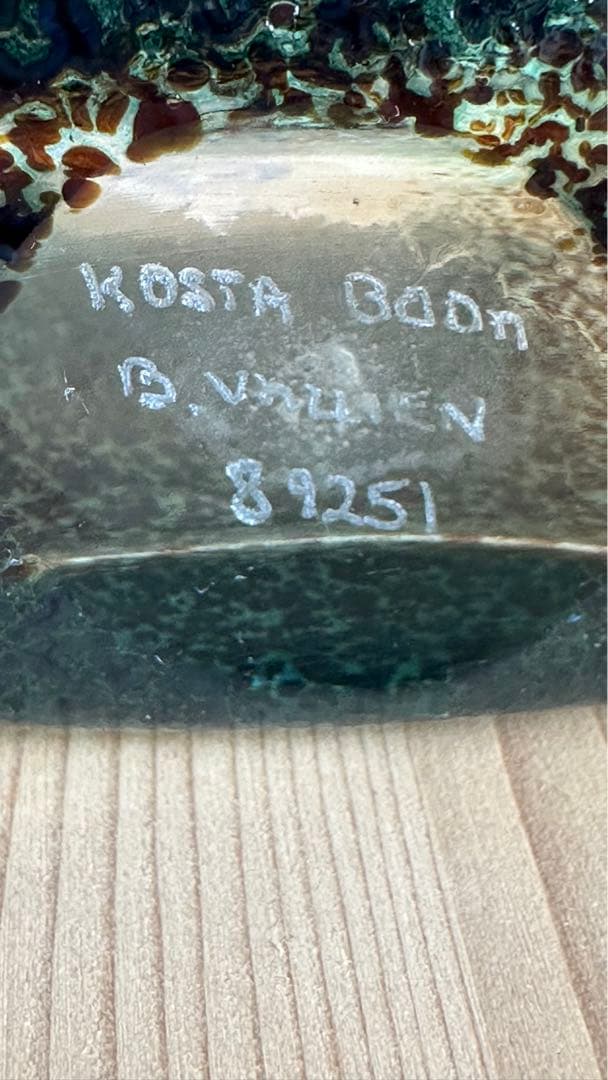 KOSTA BODA
B. VALLIEN
89251